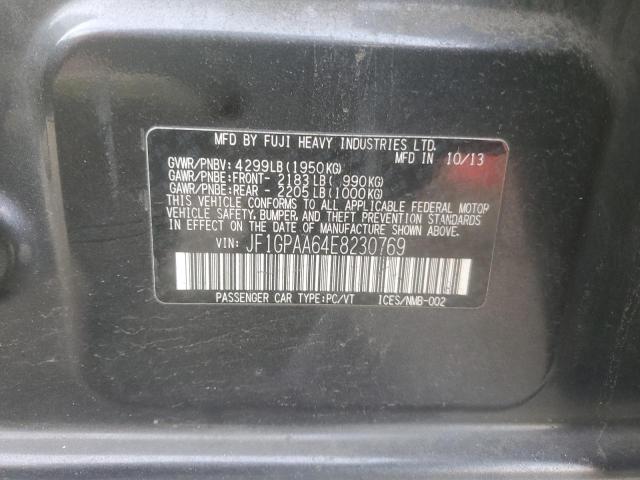 MFD BY FUJI HEAVY INDUSTRIES LTD.
MFD IN 10/13
GVWR/PNBV: 4299LB(1950KG)
GAWR/PNBE:FRONT- 2183LB( 990KG)
GAWR/PNBE:REAR - 2205LB(1000KG)
THIS VEHICLE CONFORMS TO ALL APPLICABLE FEDERAL MOTOR
VEHICLE SAFETY, BUMPER, AND THEFT PREVENTION STANDARDS
IN EFFECT ON THE DATE OF MANUFACTURE SHOWN ABOVE.
VIN: JF1GPAA64E8230769
PASSENGER CAR TYPE:PC/VT ICES/NMB-002